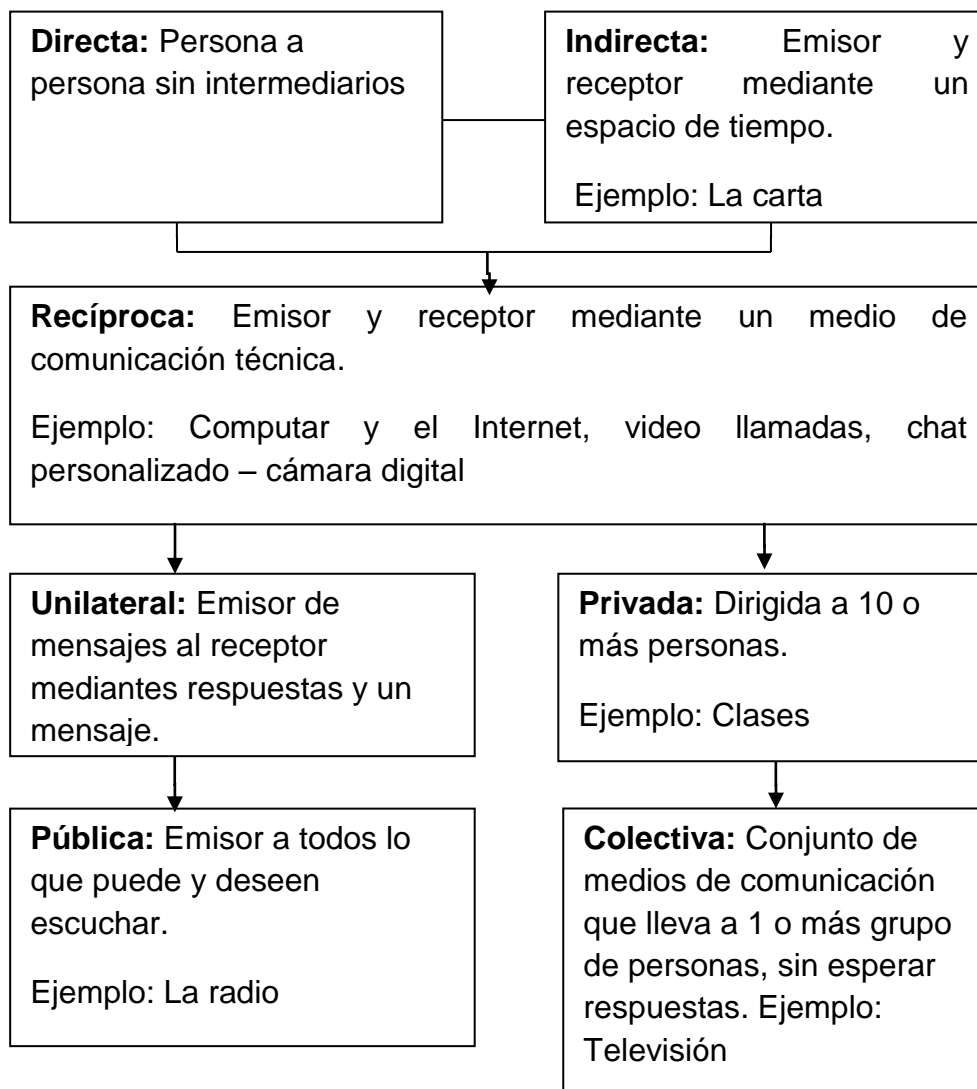 Directa: Persona a
persona sin intermediarios
Indirecta: Emisor y
receptor mediante un
espacio de tiempo.
Ejemplo: La carta
Recíproca: Emisor y receptor mediante un medio de
comunicación técnica.
Ejemplo: Computar y el Internet, video llamadas, chat
personalizado – cámara digital
Unilateral: Emisor de
mensajes al receptor
mediantes respuestas y un
mensaje.
Privada: Dirigida a 10 o
más personas.
Ejemplo: Clases
Pública: Emisor a todos lo
que puede y deseen
escuchar.
Ejemplo: La radio
Colectiva: Conjunto de
medios de comunicación
que lleva a 1 o más grupo
de personas, sin esperar
respuestas. Ejemplo:
Televisión